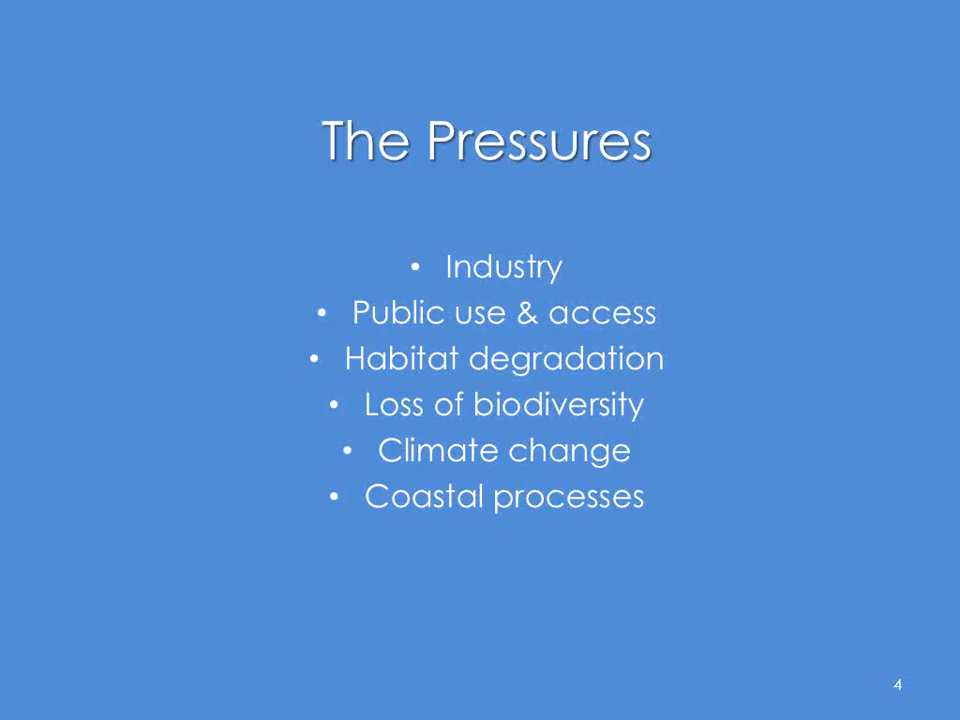 The Pressures
• Industry
• Public use & access
• Habitat degradation
• Loss of biodiversity
• Climate change
• Coastal processes
4